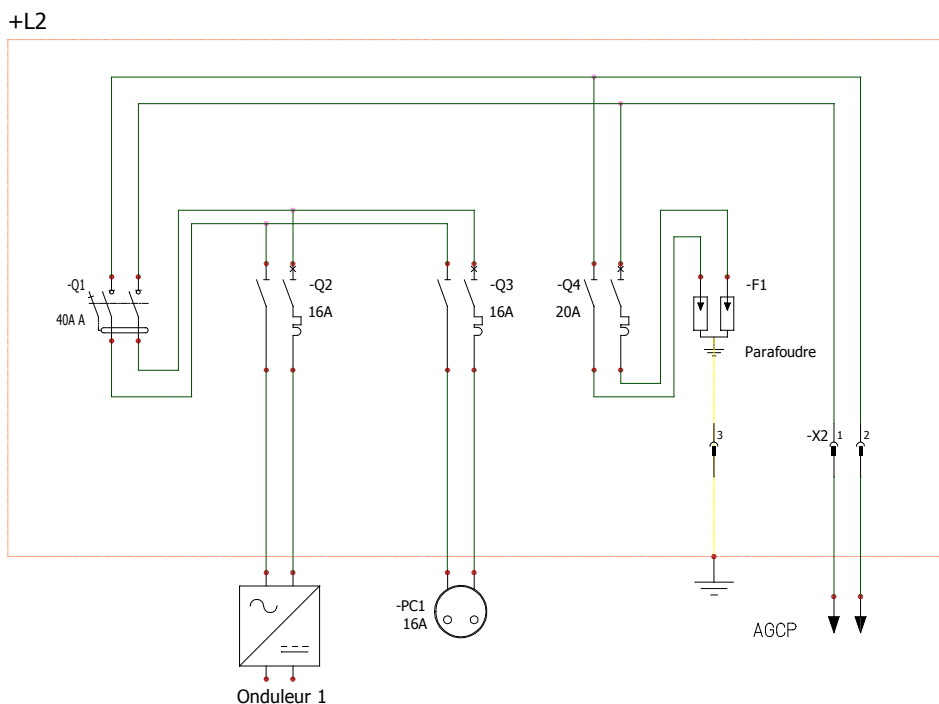 +L2
-Q1
40A A
-Q2
16A
-Q3
16A
-Q4
20A
-F1
Parafoudre
3
-X2 1 2
-PC1
16A
AGCP
Onduleur 1